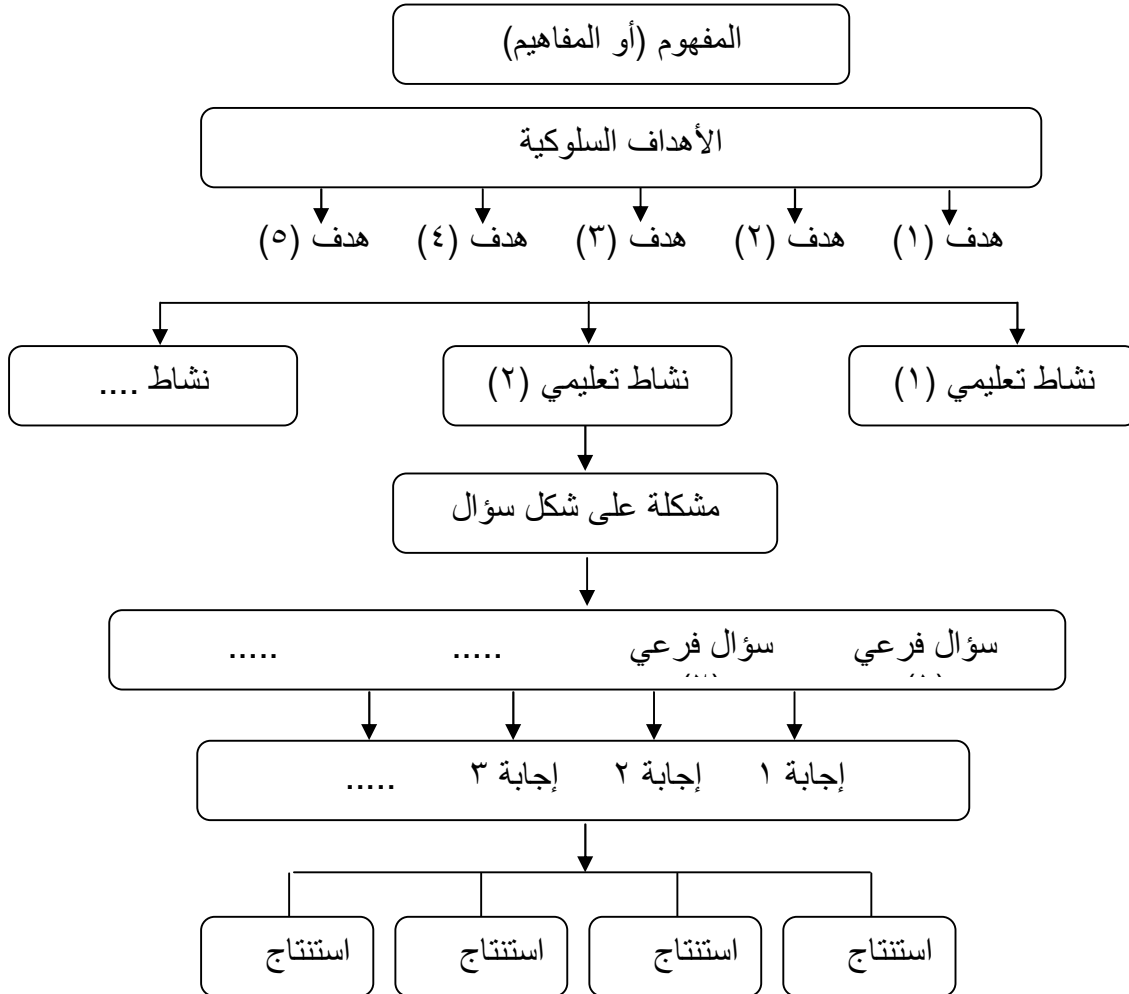 المفهوم (أو المفاهيم)
الأهداف السلوكية
هدف (١) هدف (٢) هدف (٣) هدف (٤) هدف (٥)
نشاط تعليمي (١) نشاط تعليمي (٢) نشاط ....
مشكلة على شكل سؤال
سؤال فرعي سؤال فرعي ..... .....
إجابة ١ إجابة ٢ إجابة ٣ .....
استنتاج استنتاج استنتاج استنتاج